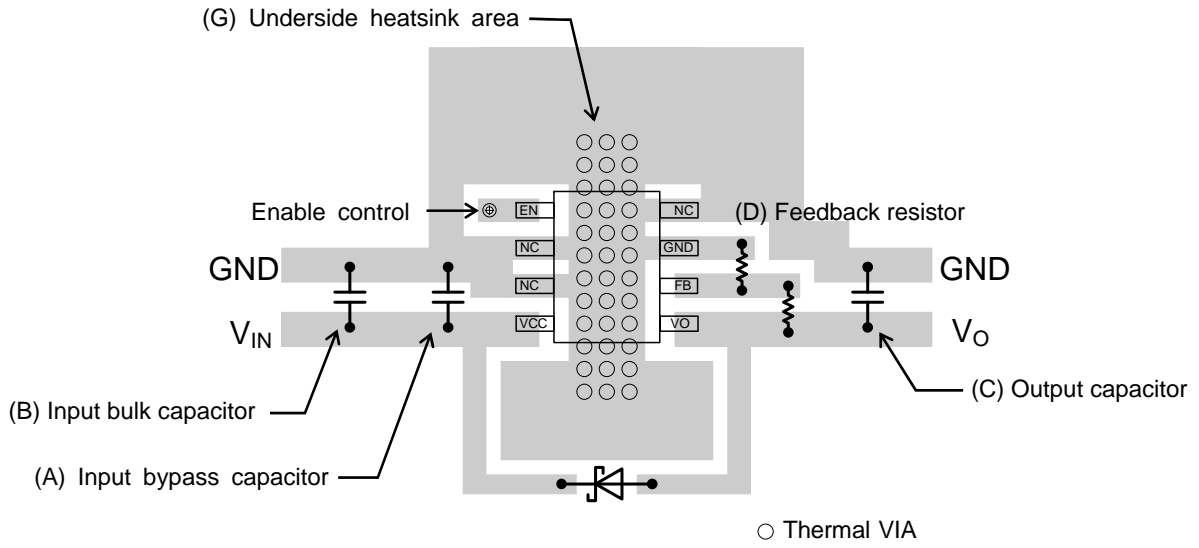 (G) Underside heatsink area
Enable control
EN
NC
(D) Feedback resistor
NC
GND
GND
GND
NC
FB
VIN
VCC
VO
VO
(B) Input bulk capacitor
(C) Output capacitor
(A) Input bypass capacitor
Thermal VIA